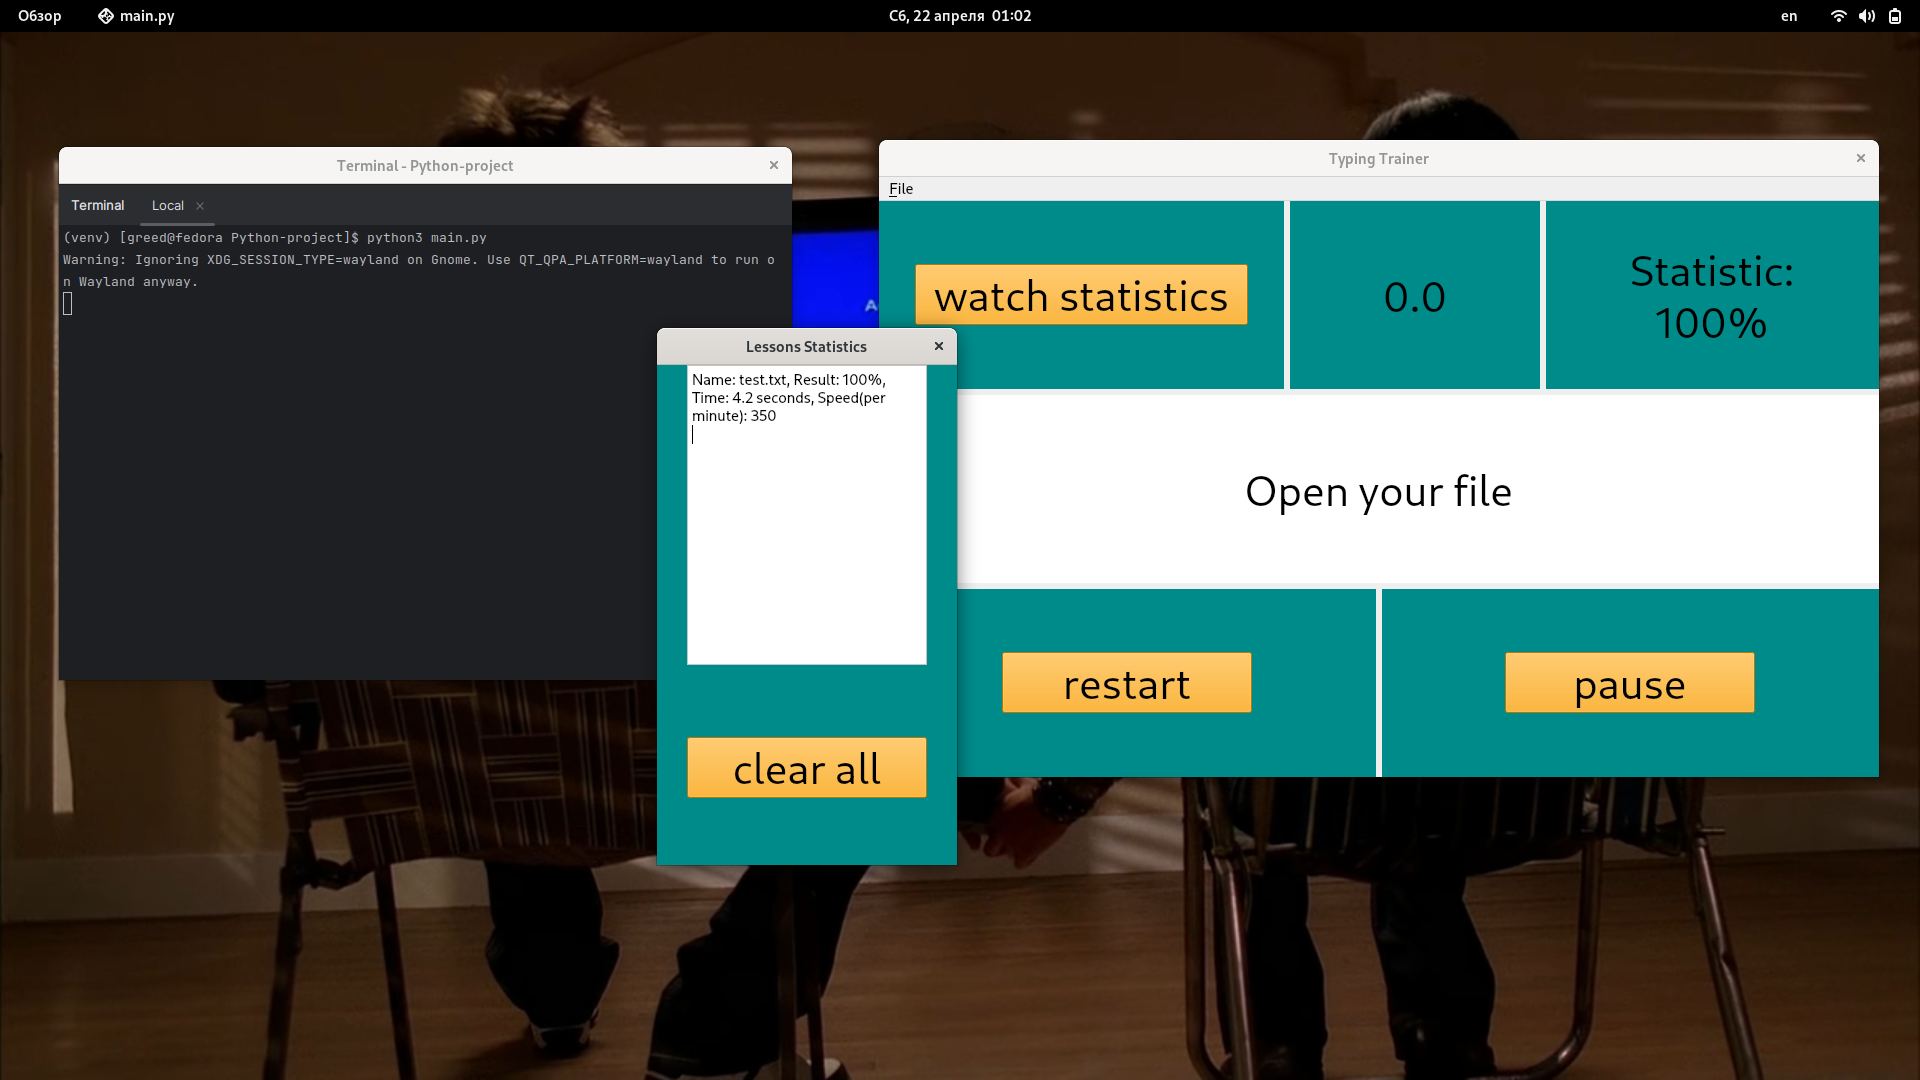 Обзор
main.py
Сб, 22 апреля 01:02
en
Terminal - Python-project
Terminal
Local
(venv) [greed@fedora Python-project]$ python3 main.py
Warning: Ignoring XDG_SESSION_TYPE=wayland on Gnome. Use QT_QPA_PLATFORM=wayland to run o
n Wayland anyway.
Typing Trainer
File
watch statistics
0.0
Statistic:
100%
Open your file
restart
pause
Lessons Statistics
Name: test.txt, Result: 100%,
Time: 4.2 seconds, Speed(per
minute): 350
clear all